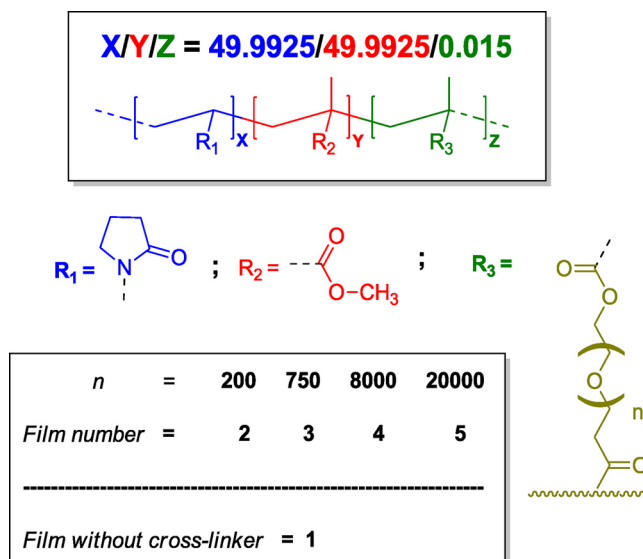 X/Y/Z = 49.9925/49.9925/0.015
R1 X R2 Y R3 Z
R1 = N O ; R2 = O O-CH3 ; R3 = O O O n O
n = 200 750 8000 20000
Film number = 2 3 4 5
Film without cross-linker = 1